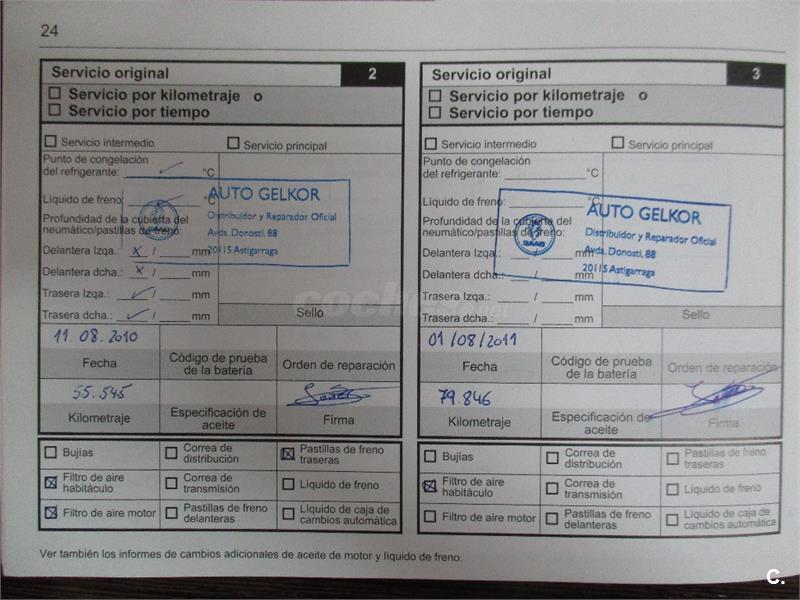 24
Servicio original 2
Servicio por kilometraje o
Servicio por tiempo
Servicio intermedio Servicio principal
Punto de congelación
del refrigerante: °C
Líquido de freno: °C
Profundidad de la cubierta del
neumático/pastillas de freno:
Delantera Izqa.: x / mm
Delantera dcha.: x / mm
Trasera Izqa.: / mm
Trasera dcha.: / mm
AUTO GELKOR
Distribuidor y Reparador Oficial
Avda. Donosti, 88
20115 Astigarraga
SAAB
Sello
11.08.2010
Fecha Código de prueba de la batería Orden de reparación
55.545
Kilometraje Especificación de aceite Firma
Bujías
Correa de
distribución
Pastillas de freno
traseras
Filtro de aire
habitáculo
Correa de
transmisión
Líquido de freno
Filtro de aire motor
Pastillas de freno
delanteras
Líquido de caja de
cambios automática
Servicio original 3
Servicio por kilometraje o
Servicio por tiempo
Servicio intermedio Servicio principal
Punto de congelación
del refrigerante: °C
Líquido de freno: °C
Profundidad de la cubierta del
neumático/pastillas de freno:
Delantera Izqa.: / mm
Delantera dcha.: / mm
Trasera Izqa.: / mm
Trasera dcha.: / mm
AUTO GELKOR
Distribuidor y Reparador Oficial
Avda. Donosti, 88
20115 Astigarraga
SAAB
Sello
01/08/2011
Fecha Código de prueba de la batería Orden de reparación
79.846
Kilometraje Especificación de aceite Firma
Bujías
Correa de
distribución
Pastillas de freno
traseras
Filtro de aire
habitáculo
Correa de
transmisión
Líquido de freno
Filtro de aire motor
Pastillas de freno
delanteras
Líquido de caja de
cambios automática
Ver también los informes de cambios adicionales de aceite de motor y líquido de freno.
coches.net
C.